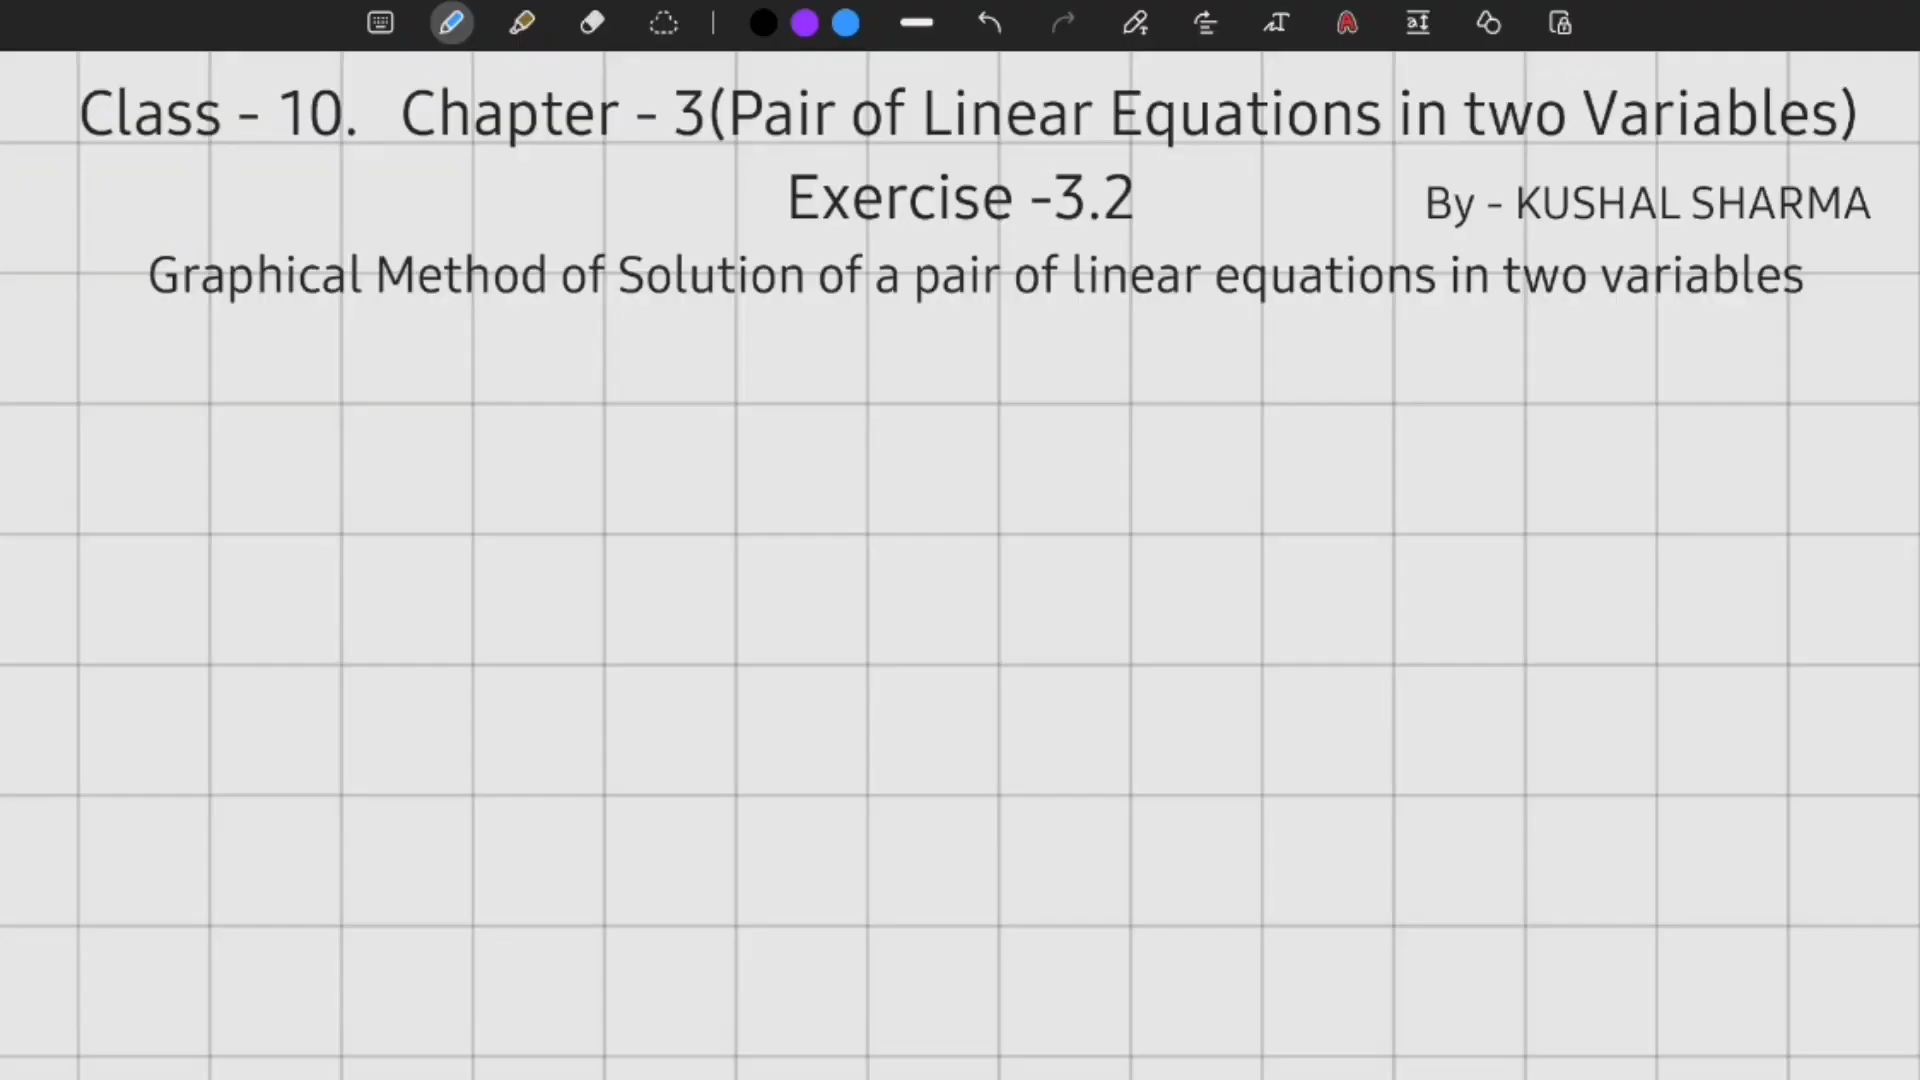 Class - 10. Chapter - 3(Pair of Linear Equations in two Variables)
Exercise -3.2
By - KUSHAL SHARMA
Graphical Method of Solution of a pair of linear equations in two variables